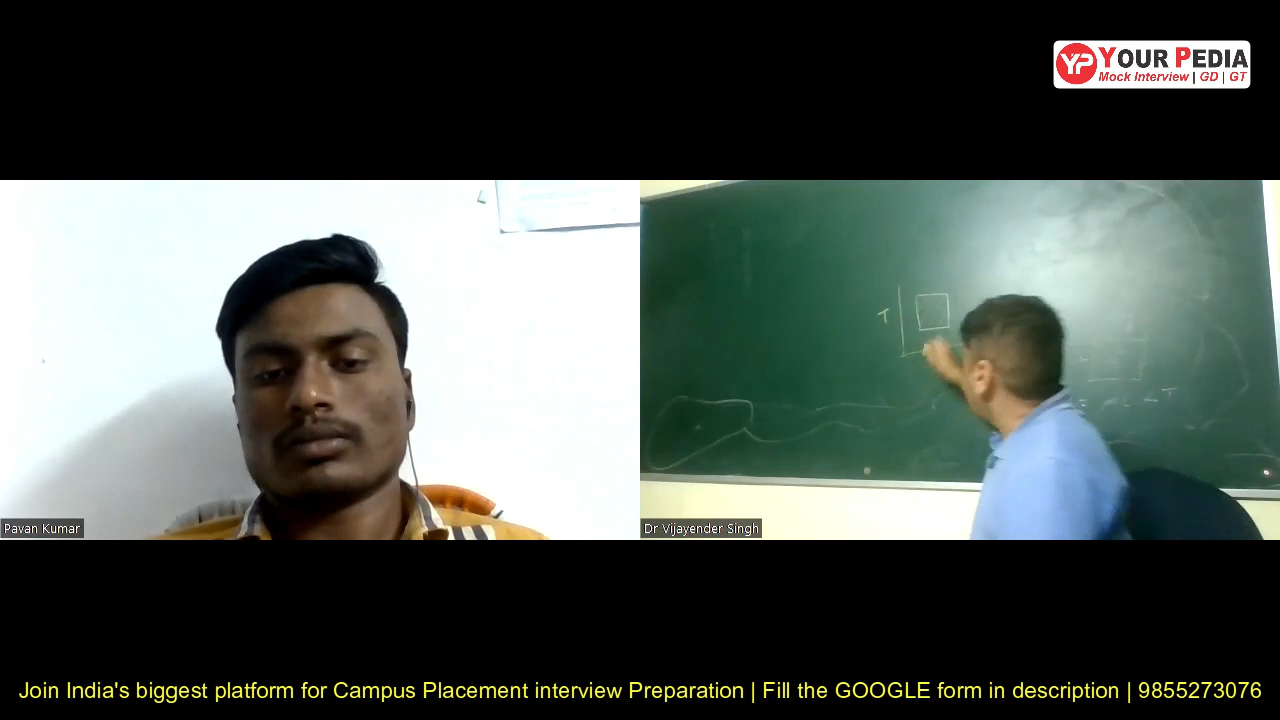 YP YOUR PEDIA
Mock Interview | GD | GT
T
Pavan Kumar
Dr Vijayender Singh
Join India's biggest platform for Campus Placement interview Preparation | Fill the GOOGLE form in description | 9855273076